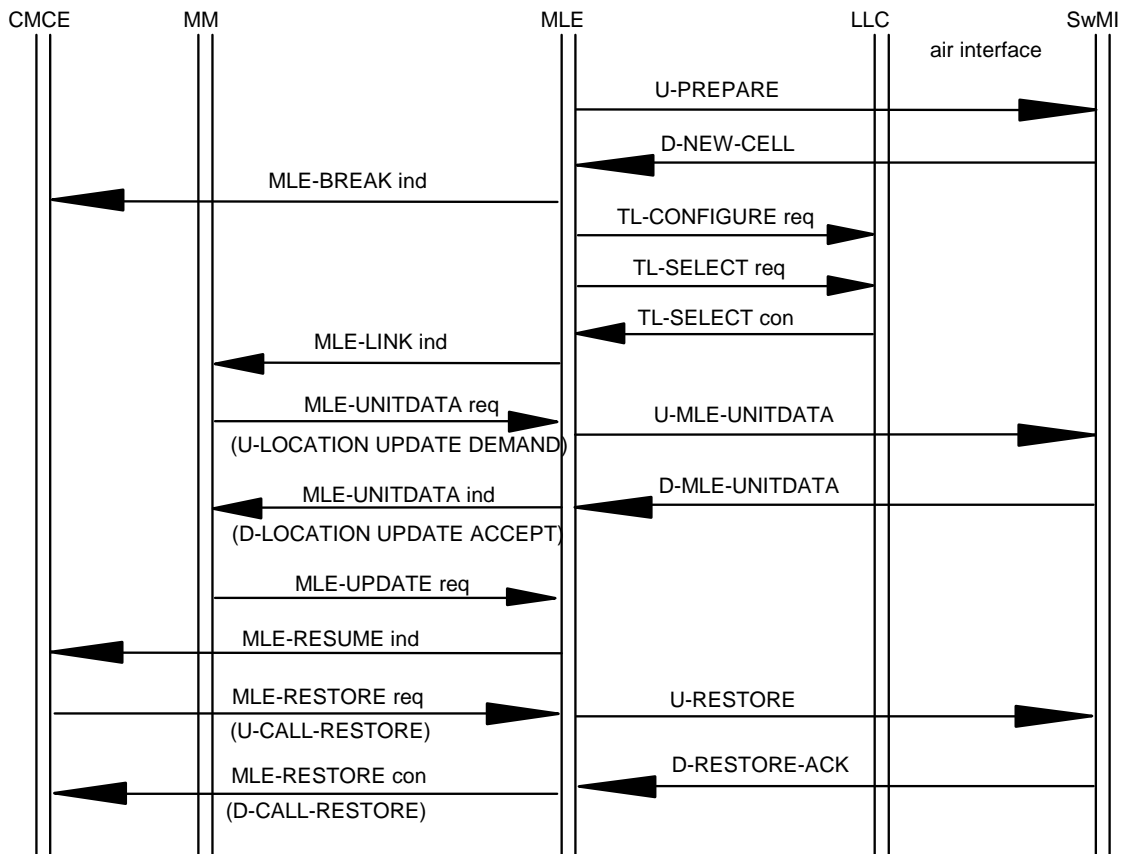 CMCE MM MLE LLC SwMI
air interface
U-PREPARE
D-NEW-CELL
MLE-BREAK ind
TL-CONFIGURE req
TL-SELECT req
TL-SELECT con
MLE-LINK ind
MLE-UNITDATA req
U-MLE-UNITDATA
(U-LOCATION UPDATE DEMAND)
D-MLE-UNITDATA
MLE-UNITDATA ind
(D-LOCATION UPDATE ACCEPT)
MLE-UPDATE req
MLE-RESUME ind
MLE-RESTORE req
U-RESTORE
(U-CALL-RESTORE)
D-RESTORE-ACK
MLE-RESTORE con
(D-CALL-RESTORE)